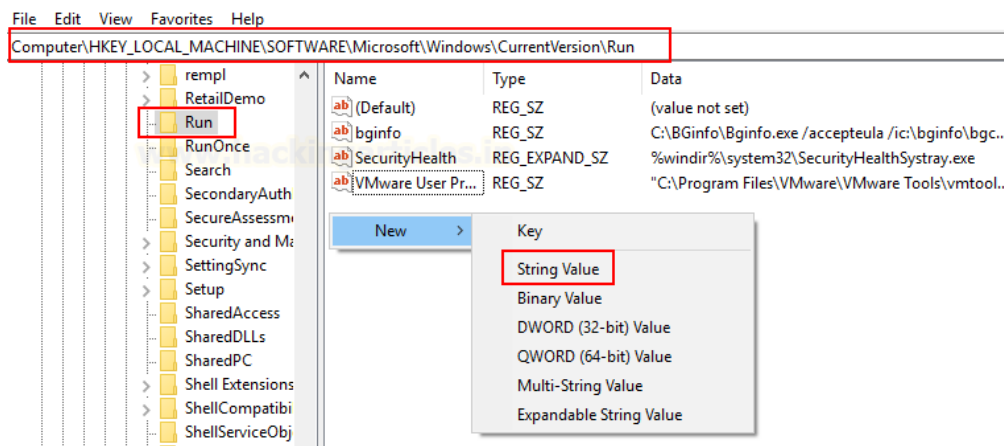 File Edit View Favorites Help
Computer\HKEY_LOCAL_MACHINE\SOFTWARE\Microsoft\Windows\CurrentVersion\Run
rempl
RetailDemo
Run
RunOnce
Search
SecondaryAuth
SecureAssessm
Security and Ma
SettingSync
Setup
SharedAccess
SharedDLLs
SharedPC
Shell Extensions
ShellCompatibi
ShellServiceObj
Name Type Data
ab (Default) REG_SZ (value not set)
ab bginfo REG_SZ C:\BGinfo\Bginfo.exe /accepteula /ic:\bginfo\bgc...
ab SecurityHealth REG_EXPAND_SZ %windir%\system32\SecurityHealthSystray.exe
ab VMware User Pr... REG_SZ "C:\Program Files\VMware\VMware Tools\vmtool...
New
Key
String Value
Binary Value
DWORD (32-bit) Value
QWORD (64-bit) Value
Multi-String Value
Expandable String Value